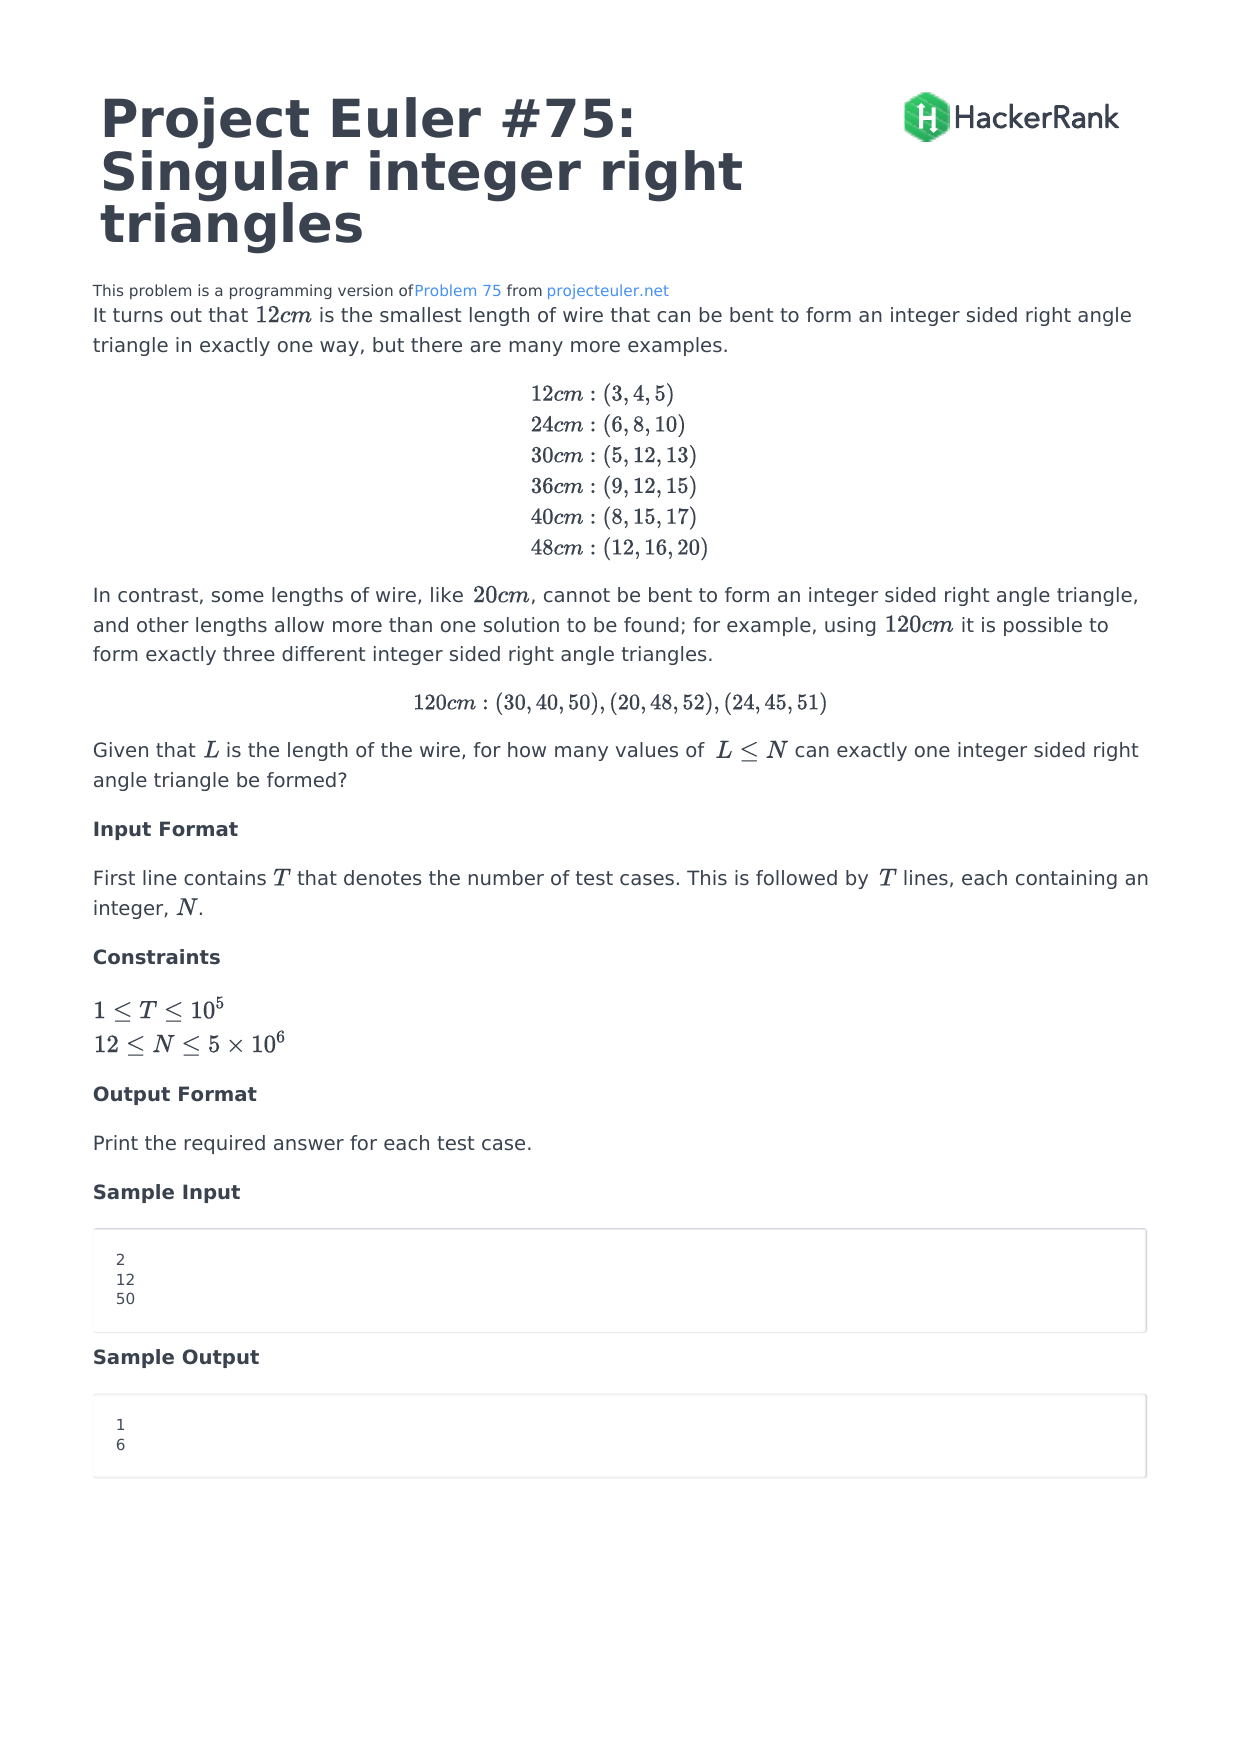 Project Euler #75:
Singular integer right
triangles
HackerRank
This problem is a programming version ofProblem 75 from projecteuler.net
It turns out that 12cm is the smallest length of wire that can be bent to form an integer sided right angle
triangle in exactly one way, but there are many more examples.
12cm : (3, 4, 5)
24cm : (6, 8, 10)
30cm : (5, 12, 13)
36cm : (9, 12, 15)
40cm : (8, 15, 17)
48cm : (12, 16, 20)
In contrast, some lengths of wire, like 20cm, cannot be bent to form an integer sided right angle triangle,
and other lengths allow more than one solution to be found; for example, using 120cm it is possible to
form exactly three different integer sided right angle triangles.
120cm : (30, 40, 50), (20, 48, 52), (24, 45, 51)
Given that L is the length of the wire, for how many values of L ≤ N can exactly one integer sided right
angle triangle be formed?
Input Format
First line contains T that denotes the number of test cases. This is followed by T lines, each containing an
integer, N.
Constraints
1 ≤ T ≤ 10⁵
12 ≤ N ≤ 5 × 10⁶
Output Format
Print the required answer for each test case.
Sample Input
2
12
50
Sample Output
1
6